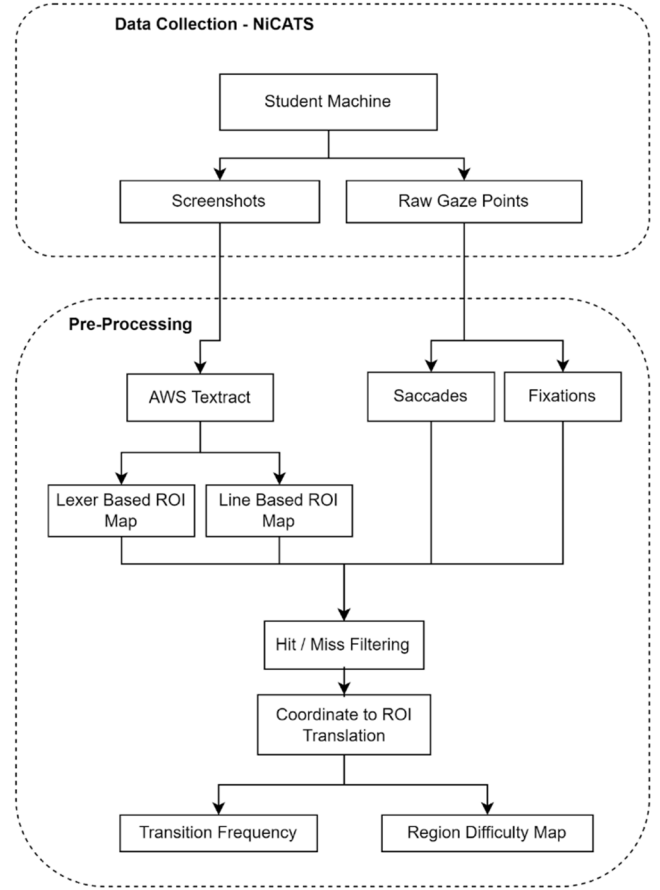 Data Collection - NiCATS
Student Machine
Screenshots
Raw Gaze Points
Pre-Processing
AWS Textract
Saccades
Fixations
Lexer Based ROI
Map
Line Based ROI
Map
Hit / Miss Filtering
Coordinate to ROI
Translation
Transition Frequency
Region Difficulty Map